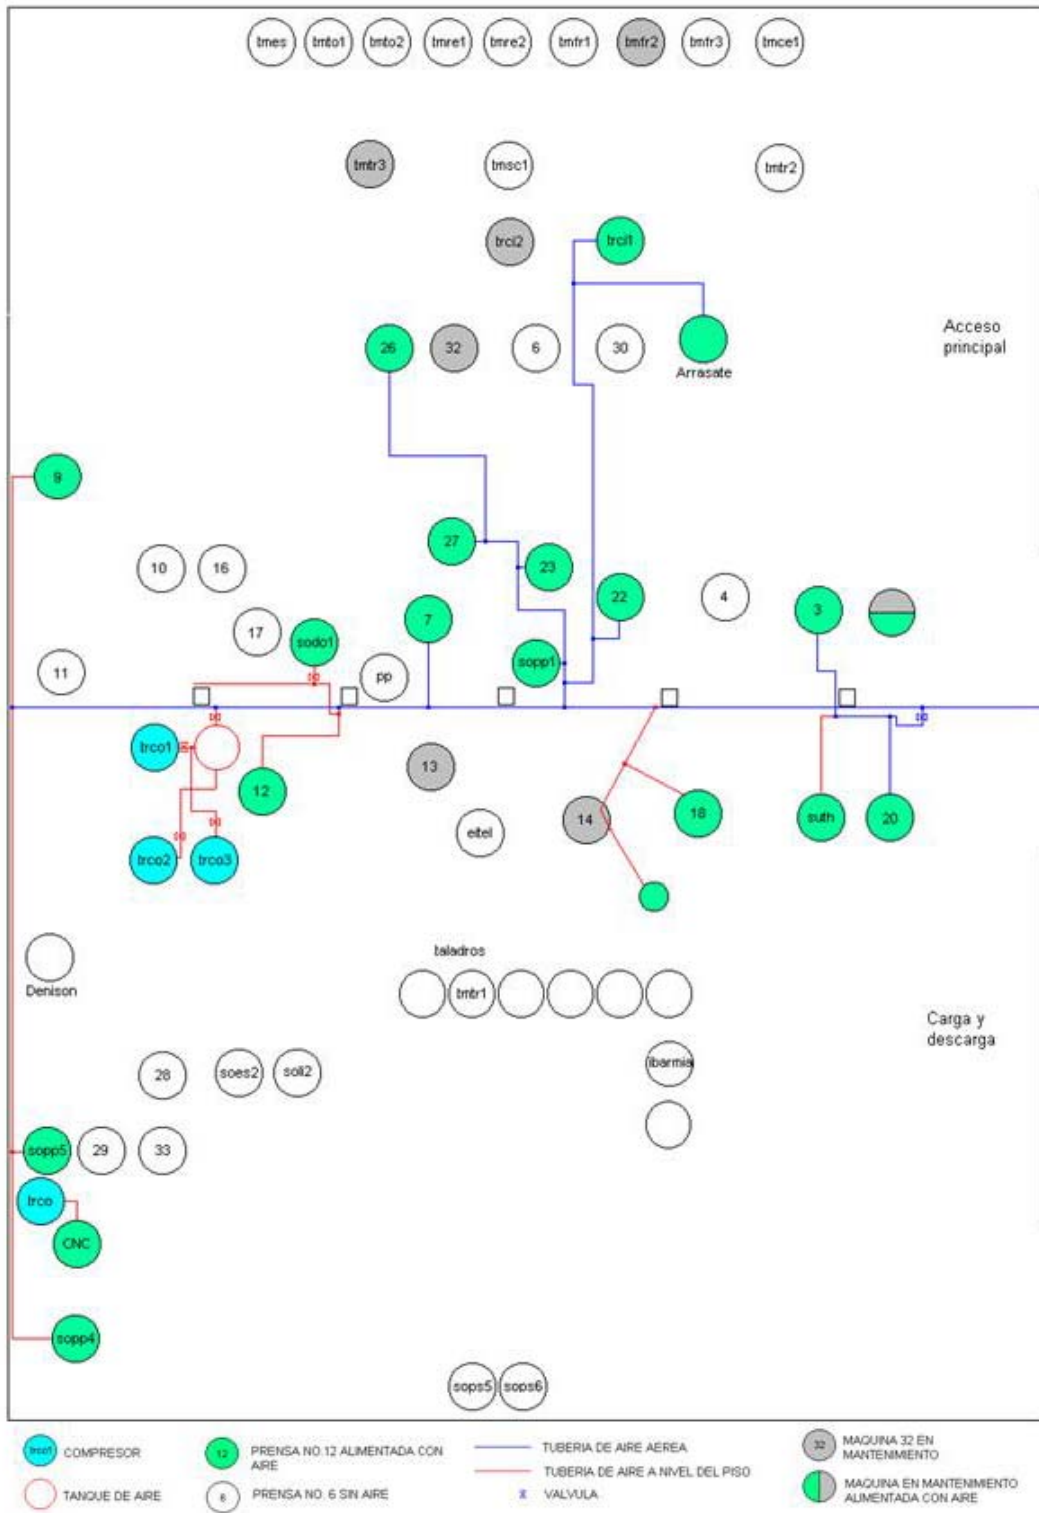 tmes tmto1 tmto2 tmre1 tmre2 tmfr1 tmfr2 tmfr3 tmce1
tmtr3 tmsc1 tmtr2
trci2 trci1
Acceso
principal
26 32 6 30
Arrasate
9
27
10 16 23
7 22 4 3
17 sodo1
11 pp sopp1
trco1 13
12 14 18 suth 20
eitel
trco2 trco3
taladros
Denison
tmtr1
Carga y
descarga
28 soes2 soli2 Ibarmia
sopp5 29 33
trco
CNC
sopp4
sops5 sops6
trco1 COMPRESOR
TANQUE DE AIRE
12 PRENSA NO.12 ALIMENTADA CON
AIRE
6 PRENSA NO. 6 SIN AIRE
TUBERIA DE AIRE AEREA
TUBERIA DE AIRE A NIVEL DEL PISO
VALVULA
32 MAQUINA 32 EN
MANTENIMIENTO
MAQUINA EN MANTENIMIENTO
ALIMENTADA CON AIRE